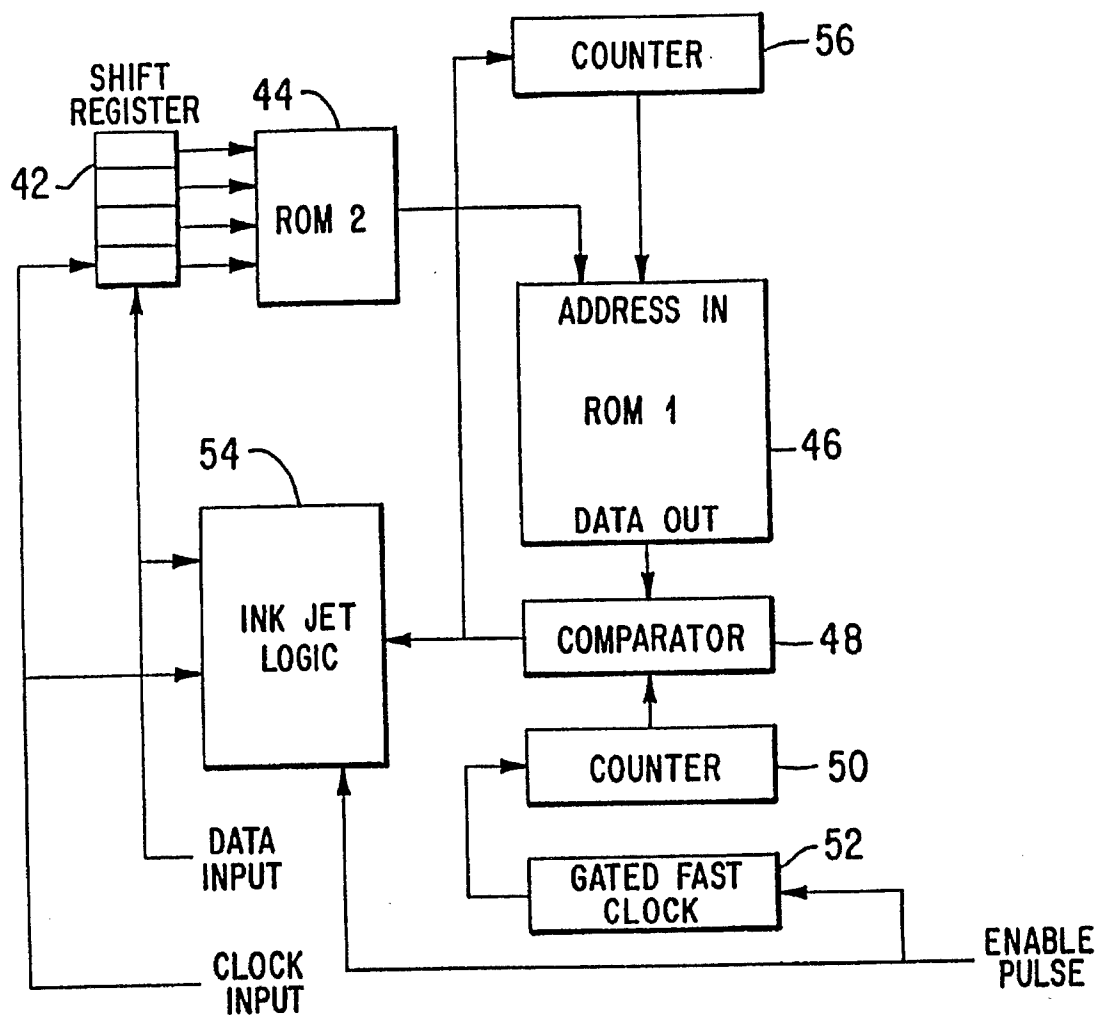 COUNTER
56
SHIFT
REGISTER
44
42
ROM 2
ADDRESS IN
ROM 1
46
DATA OUT
54
INK JET
LOGIC
COMPARATOR
48
COUNTER
50
DATA
INPUT
52
GATED FAST
CLOCK
CLOCK
INPUT
ENABLE
PULSE